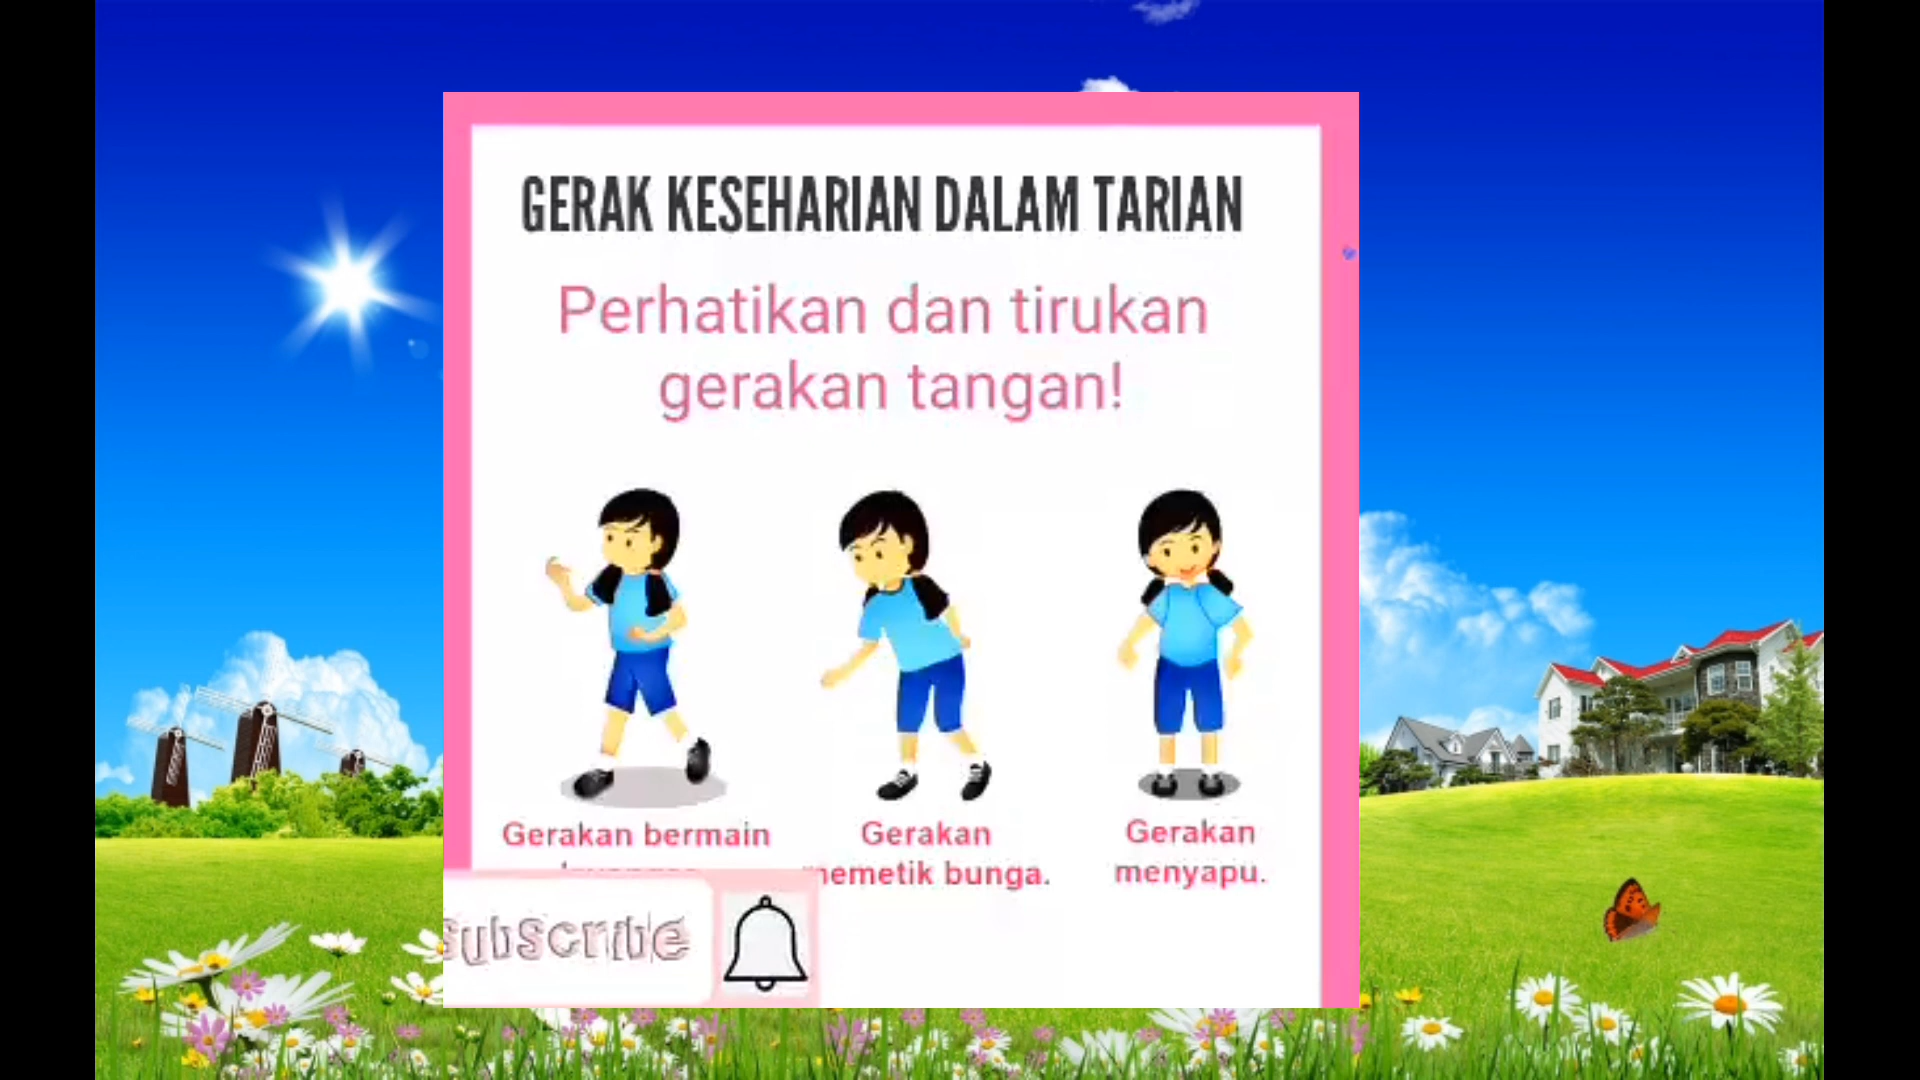 GERAK KESEHARIAN DALAM TARIAN
Perhatikan dan tirukan
gerakan tangan!
Gerakan bermain
Gerakan
memetik bunga.
Gerakan
menyapu.
subscribe